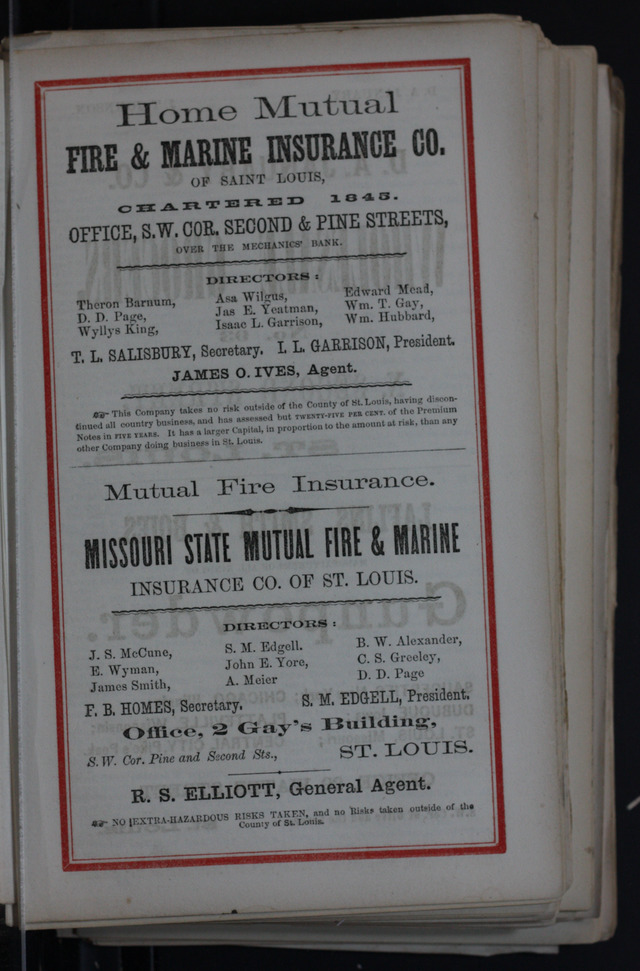 Home Mutual
FIRE & MARINE INSURANCE CO.
OF SAINT LOUIS,
CHARTERED 1845.
OFFICE, S.W. COR. SECOND & PINE STREETS,
OVER THE MECHANICS' BANK.
DIRECTORS:
Theron Barnum, Asa Wilgus, Edward Mead,
D. D. Page, Jas E. Yeatman, Wm. T. Gay,
Wyllys King, Isaac L. Garrison, Wm. Hubbard,
T. L. SALISBURY, Secretary. I. L. GARRISON, President.
JAMES O. IVES, Agent.
☞ This Company takes no risk outside of the County of St. Louis, having discon-
tinued all country business, and has assessed but TWENTY-FIVE PER CENT. of the Premium
Notes in FIVE YEARS. It has a larger Capital, in proportion to the amount at risk, than any
other Company doing business in St. Louis.
Mutual Fire Insurance.
MISSOURI STATE MUTUAL FIRE & MARINE
INSURANCE CO. OF ST. LOUIS.
DIRECTORS:
J. S. McCune, S. M. Edgell. B. W. Alexander,
E. Wyman, John E. Yore, C. S. Greeley,
James Smith, A. Meier D. D. Page
F. B. HOMES, Secretary. S. M. EDGELL, President.
Office, 2 Gay's Building,
S.W. Cor. Pine and Second Sts., ST. LOUIS.
R. S. ELLIOTT, General Agent.
☞ NO EXTRA-HAZARDOUS RISKS TAKEN, and no Risks taken outside of the
County of St. Louis.